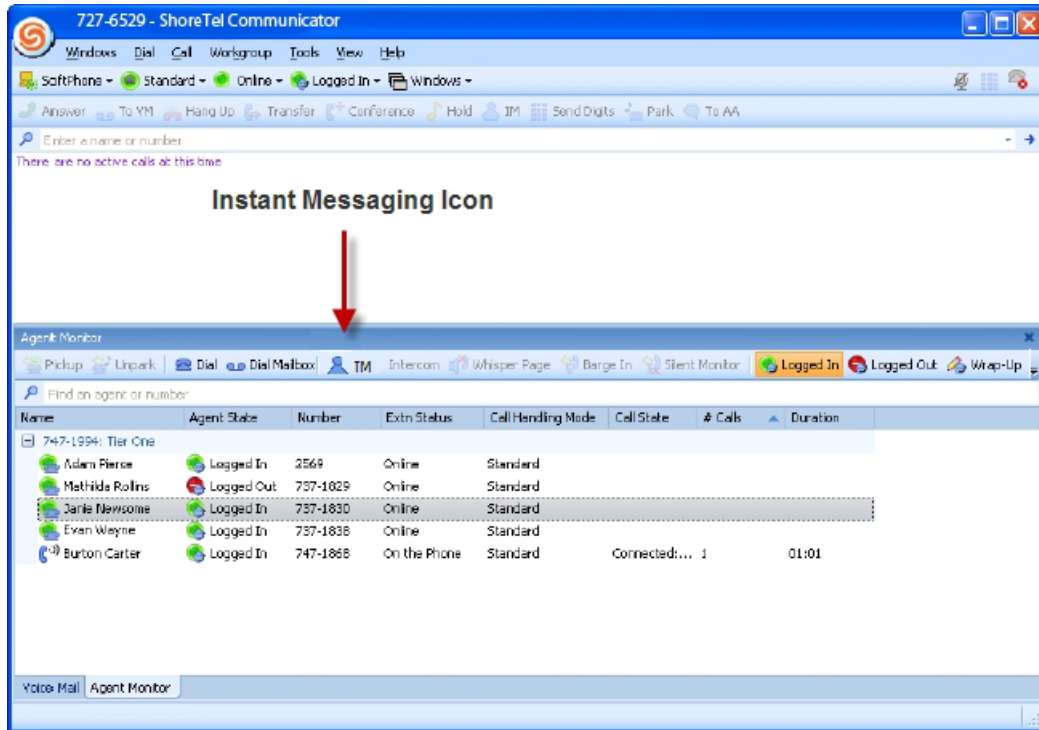 727-6529 - ShoreTel Communicator
Windows Dial Call Workgroup Tools View Help
SoftPhone Standard Online Logged In Windows
Answer To VM Hang Up Transfer Conference Hold IM Send Digits Park To AA
Enter a name or number
There are no active calls at this time
Instant Messaging Icon
Agent Monitor
Pickup Unpark Dial Dial Mailbox IM Intercom Whisper Page Barge In Silent Monitor Logged In Logged Out Wrap-Up
Find an agent or number
Name Agent State Number Extn Status Call Handling Mode Call State # Calls Duration
747-1994: Tier One
Adam Pierce Logged In 2569 Online Standard
Mathilda Rollins Logged Out 737-1829 Online Standard
Janie Newsome Logged In 737-1830 Online Standard
Evan Wayne Logged In 737-1838 Online Standard
Burton Carter Logged In 747-1868 On the Phone Standard Connected:... 1 01:01
Voice Mail Agent Monitor